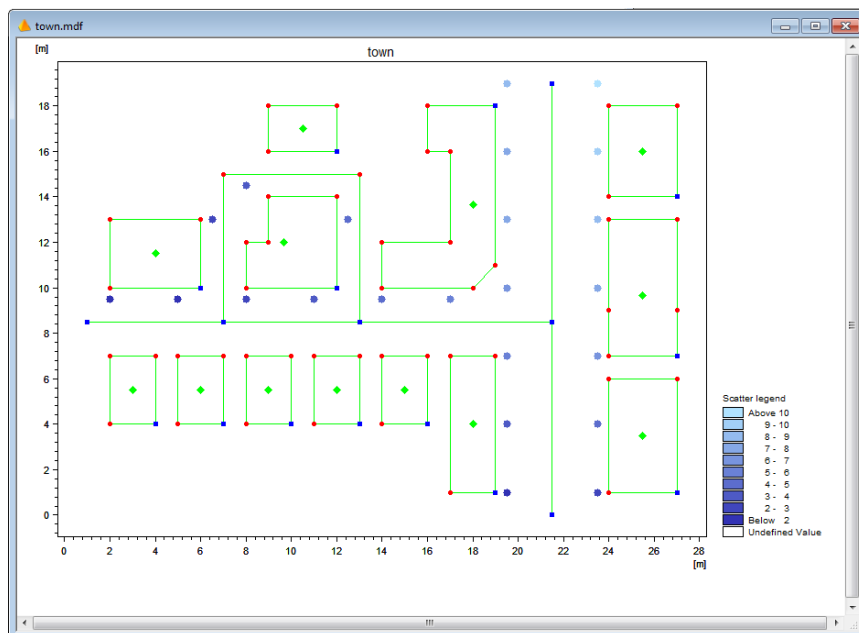 town.mdf
[m]
town
18
16
14
12
10
8
6
4
2
0
0 2 4 6 8 10 12 14 16 18 20 22 24 26 28
[m]
Scatter legend
Above 10
9 - 10
8 - 9
7 - 8
6 - 7
5 - 6
4 - 5
3 - 4
2 - 3
Below 2
Undefined Value